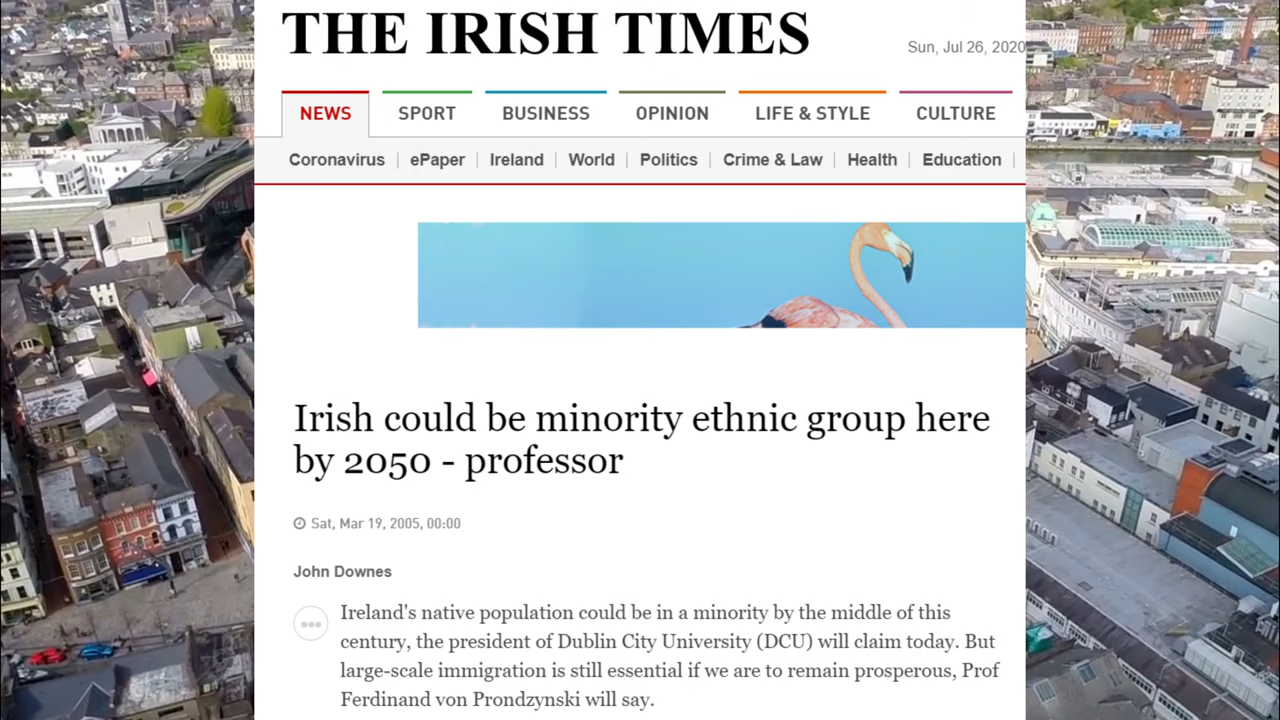 THE IRISH TIMES
Sun, Jul 26, 2020
NEWS SPORT BUSINESS OPINION LIFE & STYLE CULTURE
Coronavirus ePaper Ireland World Politics Crime & Law Health Education
Irish could be minority ethnic group here
by 2050 - professor
Sat, Mar 19, 2005, 00:00
John Downes
Ireland's native population could be in a minority by the middle of this
century, the president of Dublin City University (DCU) will claim today. But
large-scale immigration is still essential if we are to remain prosperous, Prof
Ferdinand von Prondzynski will say.